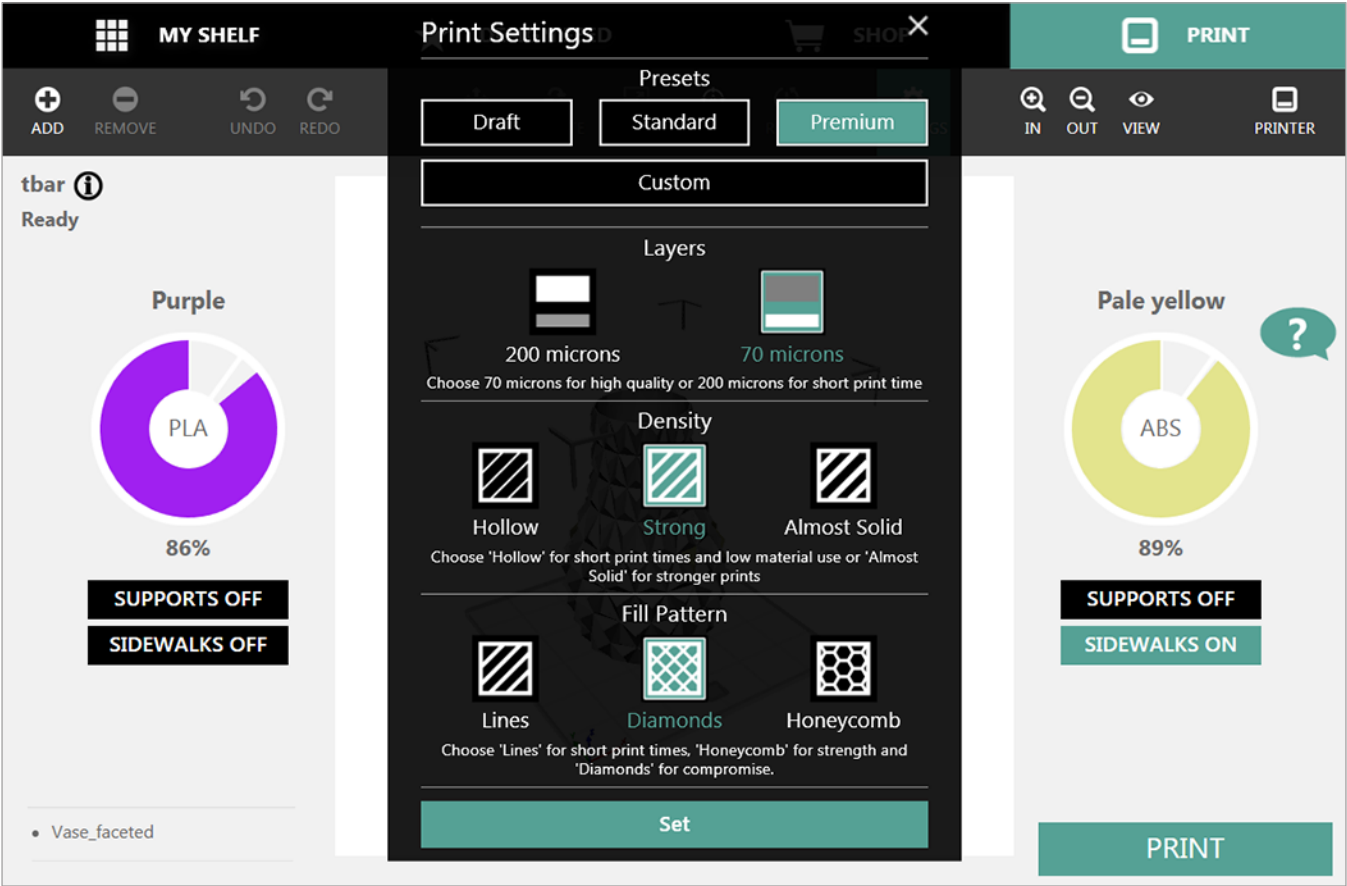 MY SHELF
Print Settings
SHOP
PRINT
ADD
REMOVE
UNDO
REDO
IN
OUT
VIEW
PRINTER
Presets
Draft
Standard
Premium
Custom
tbar
Ready
Layers
200 microns
70 microns
Choose 70 microns for high quality or 200 microns for short print time
Purple
PLA
86%
SUPPORTS OFF
SIDEWALKS OFF
Density
Hollow
Strong
Almost Solid
Choose 'Hollow' for short print times and low material use or 'Almost
Solid' for stronger prints
Fill Pattern
Lines
Diamonds
Honeycomb
Choose 'Lines' for short print times, 'Honeycomb' for strength and
'Diamonds' for compromise.
Set
Pale yellow
?
ABS
89%
SUPPORTS OFF
SIDEWALKS ON
Vase_faceted
PRINT